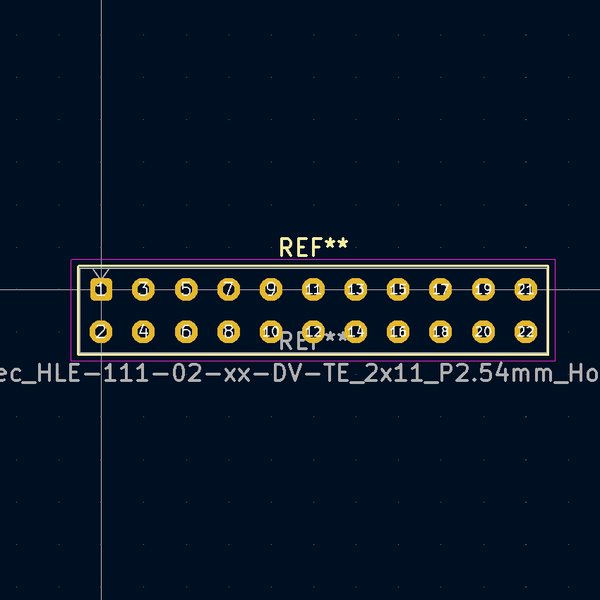 REF**
1 3 5 7 9 11 13 15 17 19 21
2 4 6 8 10 12 14 16 18 20 22
REF**
ec_HLE-111-02-xx-DV-TE_2x11_P2.54mm_Ho